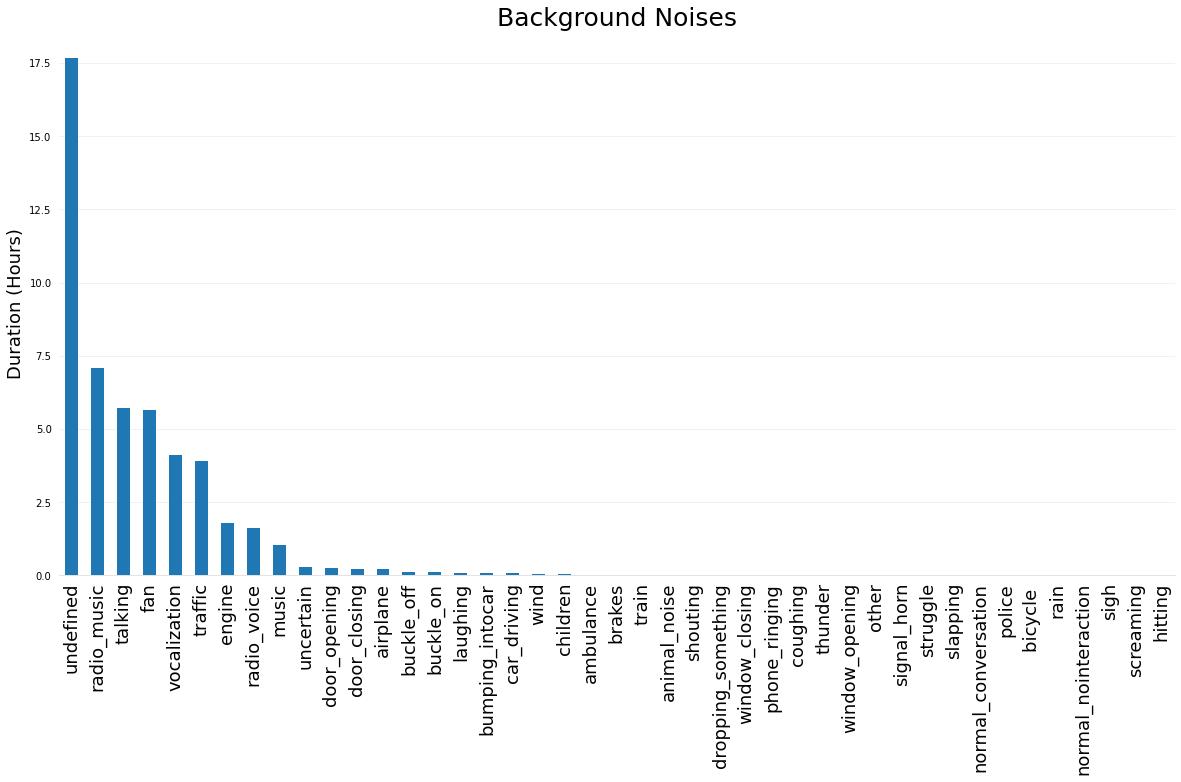 Background Noises
Duration (Hours)
17.5
15.0
12.5
10.0
7.5
5.0
2.5
0.0
undefined
radio_music
talking
fan
vocalization
traffic
engine
radio_voice
music
uncertain
door_opening
door_closing
airplane
buckle_off
buckle_on
laughing
bumping_intocar
car_driving
wind
children
ambulance
brakes
train
animal_noise
shouting
dropping_something
window_closing
phone_ringing
coughing
thunder
window_opening
other
signal_horn
struggle
slapping
normal_conversation
police
bicycle
rain
normal_nointeraction
sigh
screaming
hitting